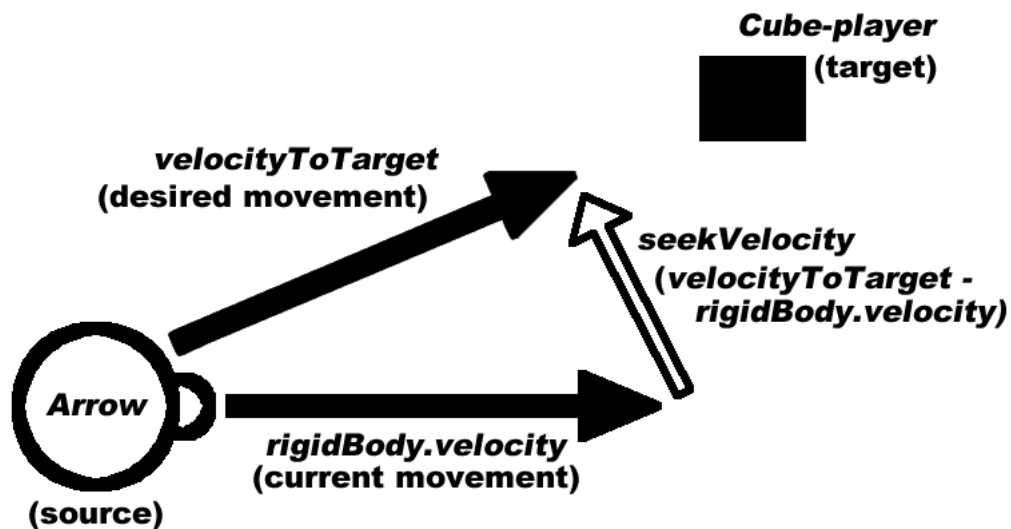 Cube-player
(target)
velocityToTarget
(desired movement)
seekVelocity
(velocityToTarget -
rigidBody.velocity)
Arrow
rigidBody.velocity
(current movement)
(source)